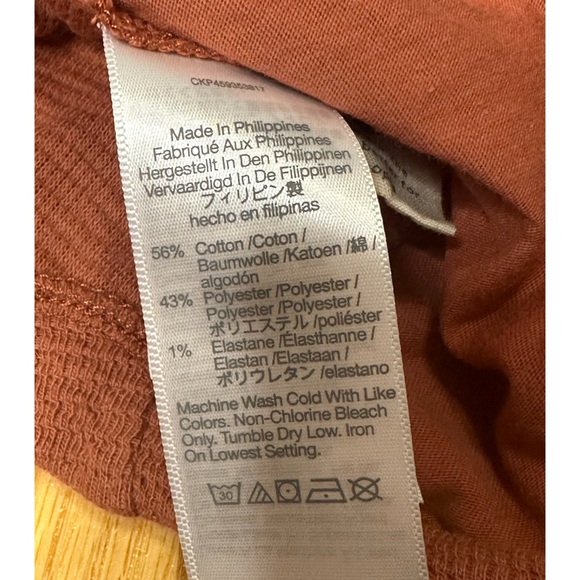 CKP459353817
Made In Philippines
Fabriqué Aux Philippines
Hergestellt In Den Philippinen
Vervaardigd In De Filippijnen
フィリピン製
hecho en filipinas
56% Cotton /Coton /
Baumwolle /Katoen /綿 /
algodón
43% Polyester /Polyester /
Polyester /Polyester /
ポリエステル /poliéster
1% Elastane /Élasthanne /
Elastan /Elastaan /
ポリウレタン /elastano
Machine Wash Cold With Like
Colors. Non-Chlorine Bleach
Only. Tumble Dry Low. Iron
On Lowest Setting.
30